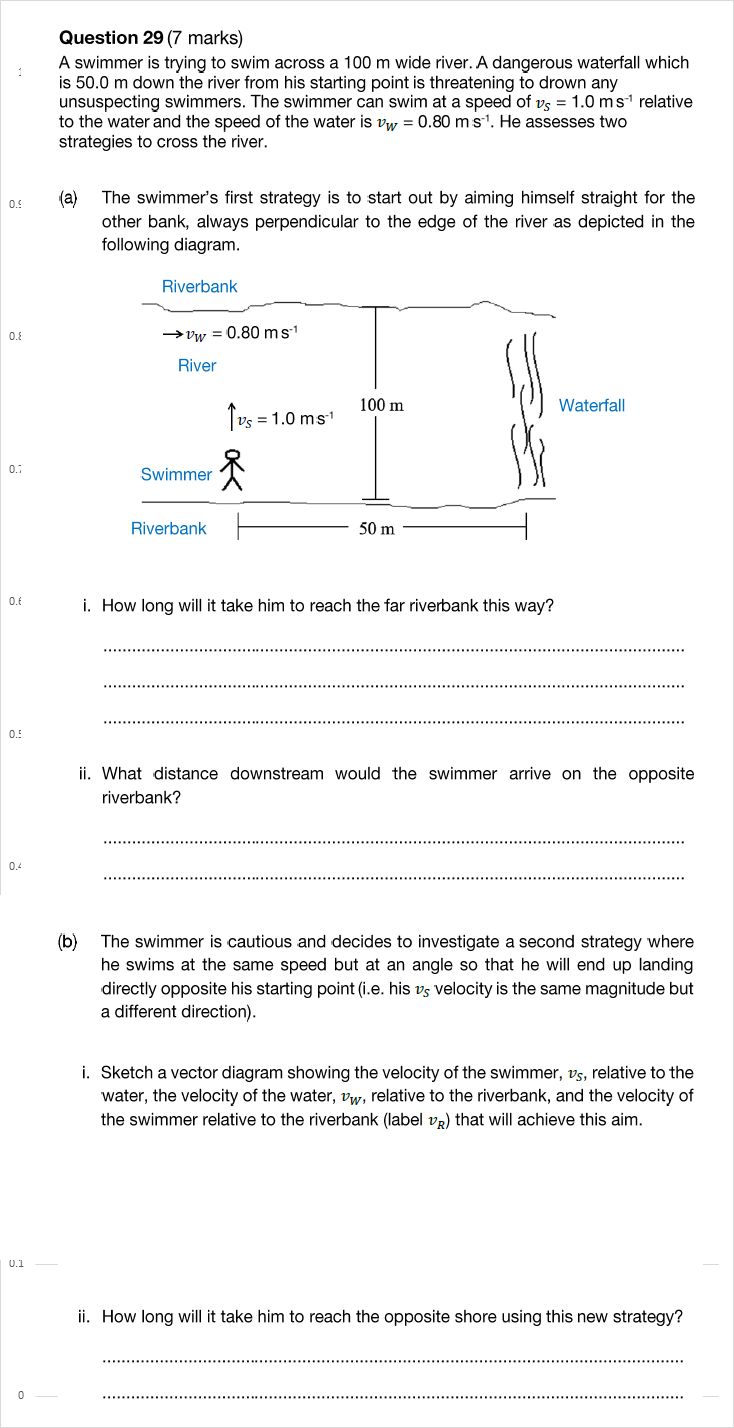 Question 29 (7 marks)
A swimmer is trying to swim across a 100 m wide river. A dangerous waterfall which
is 50.0 m down the river from his starting point is threatening to drown any
unsuspecting swimmers. The swimmer can swim at a speed of vS = 1.0 m s-1 relative
to the water and the speed of the water is vW = 0.80 m s-1. He assesses two
strategies to cross the river.
(a) The swimmer's first strategy is to start out by aiming himself straight for the
other bank, always perpendicular to the edge of the river as depicted in the
following diagram.
Riverbank
→vW = 0.80 m s-1
River
↑vS = 1.0 m s-1
100 m
Waterfall
Swimmer
Riverbank
50 m
i. How long will it take him to reach the far riverbank this way?
ii. What distance downstream would the swimmer arrive on the opposite
riverbank?
(b) The swimmer is cautious and decides to investigate a second strategy where
he swims at the same speed but at an angle so that he will end up landing
directly opposite his starting point (i.e. his vS velocity is the same magnitude but
a different direction).
i. Sketch a vector diagram showing the velocity of the swimmer, vS, relative to the
water, the velocity of the water, vW, relative to the riverbank, and the velocity of
the swimmer relative to the riverbank (label vR) that will achieve this aim.
0.1
ii. How long will it take him to reach the opposite shore using this new strategy?
0